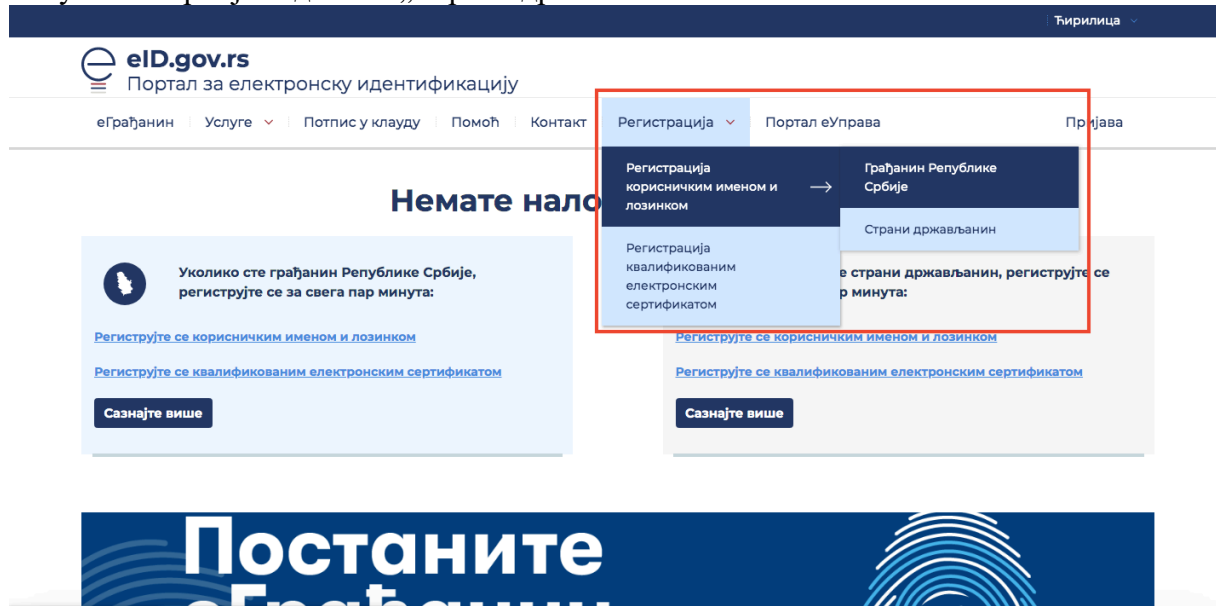 Ћирилица
eID.gov.rs
Портал за електронску идентификацију
еГрађанин Услуге Потпис у клауду Помоћ Контакт Регистрација Портал еУправа Пријава
Регистрација
корисничким именом и
лозинком
Грађанин Републике
Србије
Страни држављанин
Регистрација
квалификованим
електронским
сертификатом
Немате
Уколико сте грађанин Републике Србије,
региструјте се за свега пар минута:
Региструјте се корисничким именом и лозинком
Региструјте се квалификованим електронским сертификатом
Сазнајте више
страни држављанин, региструјте се
минута:
Региструјте се корисничким именом и лозинком
Региструјте се квалификованим електронским сертификатом
Сазнајте више
Постаните
еГрађанин